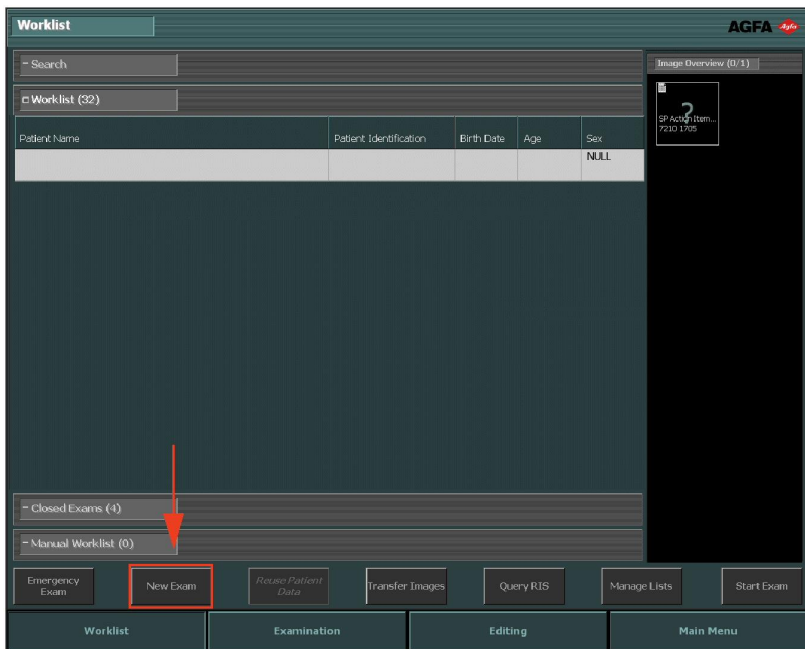 Worklist
AGFA
Agfa
- Search
Image Overview (0/1)
Worklist (32)
?
SP Action Item...
7210 1705
Patient Name Patient Identification Birth Date Age Sex
NULL
- Closed Exams (4)
- Manual Worklist (0)
Emergency
Exam
New Exam
Reuse Patient
Data
Transfer Images
Query RIS
Manage Lists
Start Exam
Worklist Examination Editing Main Menu